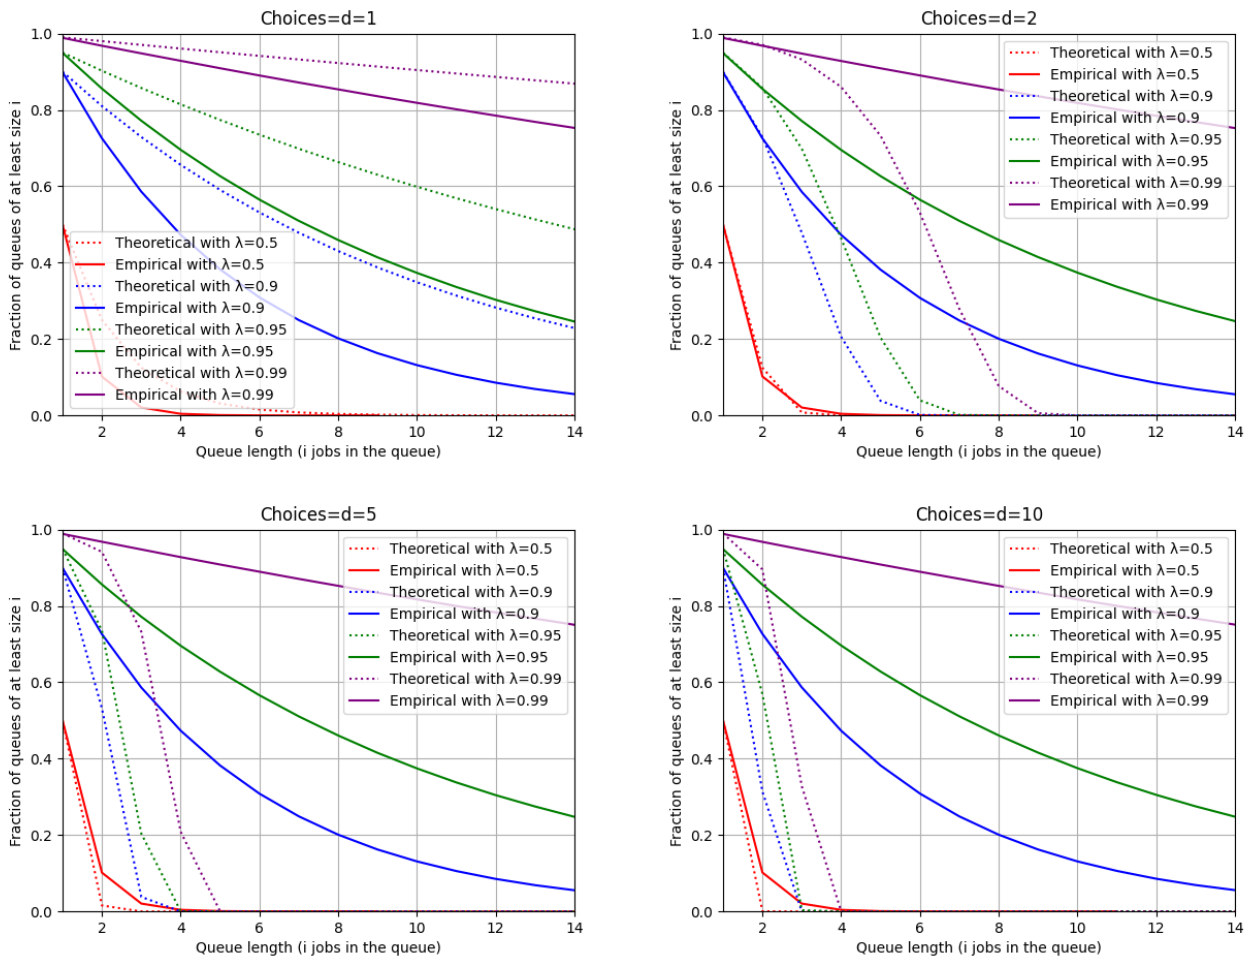 Choices=d=1
Fraction of queues of at least size i
1.0
0.8
0.6
0.4
0.2
0.0
Theoretical with λ=0.5
Empirical with λ=0.5
Theoretical with λ=0.9
Empirical with λ=0.9
Theoretical with λ=0.95
Empirical with λ=0.95
Theoretical with λ=0.99
Empirical with λ=0.99
2 4 6 8 10 12 14
Queue length (i jobs in the queue)
Choices=d=2
Fraction of queues of at least size i
1.0
0.8
0.6
0.4
0.2
0.0
Theoretical with λ=0.5
Empirical with λ=0.5
Theoretical with λ=0.9
Empirical with λ=0.9
Theoretical with λ=0.95
Empirical with λ=0.95
Theoretical with λ=0.99
Empirical with λ=0.99
2 4 6 8 10 12 14
Queue length (i jobs in the queue)
Choices=d=5
Fraction of queues of at least size i
1.0
0.8
0.6
0.4
0.2
0.0
Theoretical with λ=0.5
Empirical with λ=0.5
Theoretical with λ=0.9
Empirical with λ=0.9
Theoretical with λ=0.95
Empirical with λ=0.95
Theoretical with λ=0.99
Empirical with λ=0.99
2 4 6 8 10 12 14
Queue length (i jobs in the queue)
Choices=d=10
Fraction of queues of at least size i
1.0
0.8
0.6
0.4
0.2
0.0
Theoretical with λ=0.5
Empirical with λ=0.5
Theoretical with λ=0.9
Empirical with λ=0.9
Theoretical with λ=0.95
Empirical with λ=0.95
Theoretical with λ=0.99
Empirical with λ=0.99
2 4 6 8 10 12 14
Queue length (i jobs in the queue)